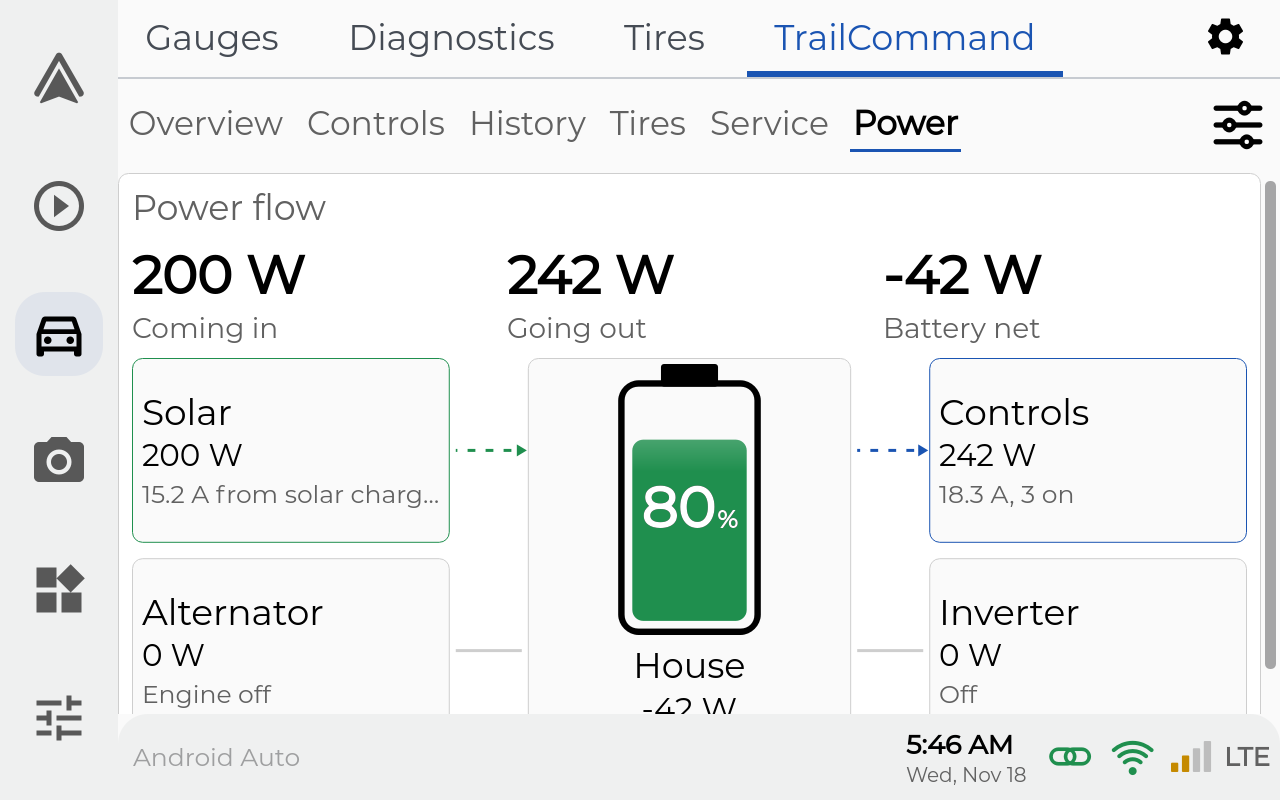 Gauges Diagnostics Tires TrailCommand
Overview Controls History Tires Service Power
Power flow
200 W 242 W -42 W
Coming in Going out Battery net
Solar
200 W
15.2 A from solar charg...
Alternator
0 W
Engine off
80%
House
-42 W
Controls
242 W
18.3 A, 3 on
Inverter
0 W
Off
Android Auto
5:46 AM
Wed, Nov 18
LTE